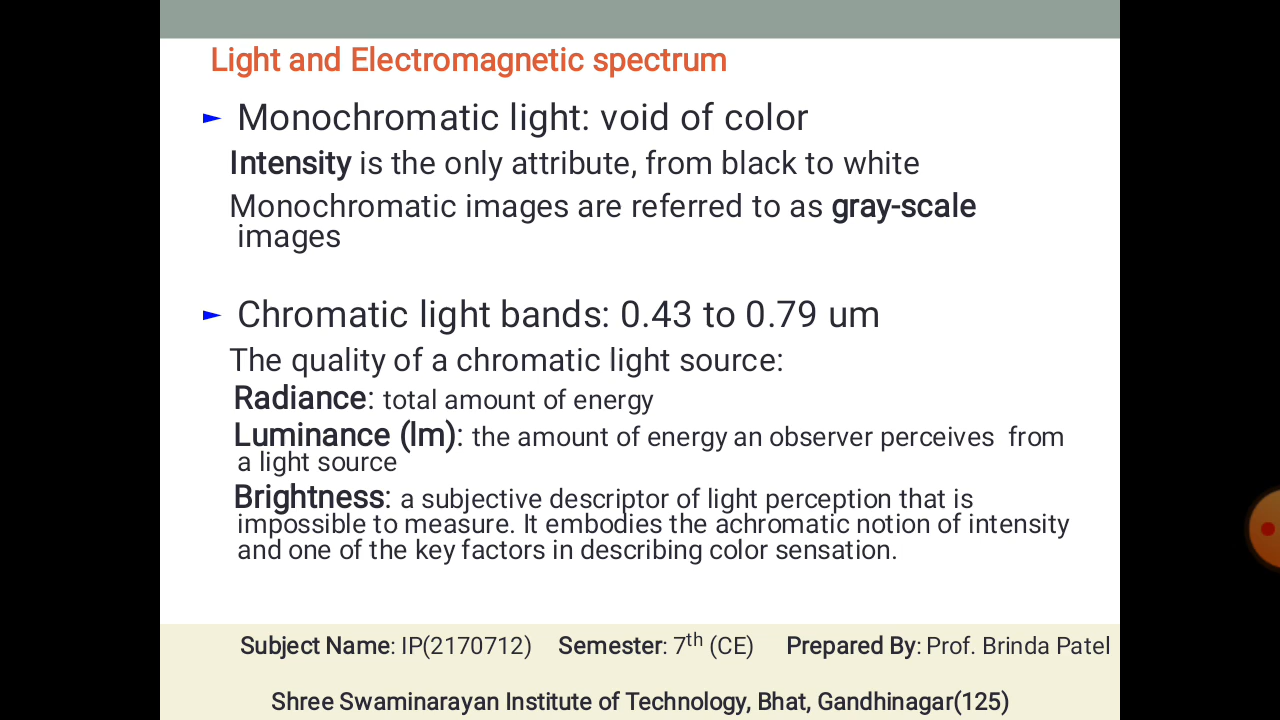 Light and Electromagnetic spectrum
► Monochromatic light: void of color
Intensity is the only attribute, from black to white
Monochromatic images are referred to as gray-scale
images
► Chromatic light bands: 0.43 to 0.79 um
The quality of a chromatic light source:
Radiance: total amount of energy
Luminance (lm): the amount of energy an observer perceives from
a light source
Brightness: a subjective descriptor of light perception that is
impossible to measure. It embodies the achromatic notion of intensity
and one of the key factors in describing color sensation.
Subject Name: IP(2170712) Semester: 7th (CE) Prepared By: Prof. Brinda Patel
Shree Swaminarayan Institute of Technology, Bhat, Gandhinagar(125)